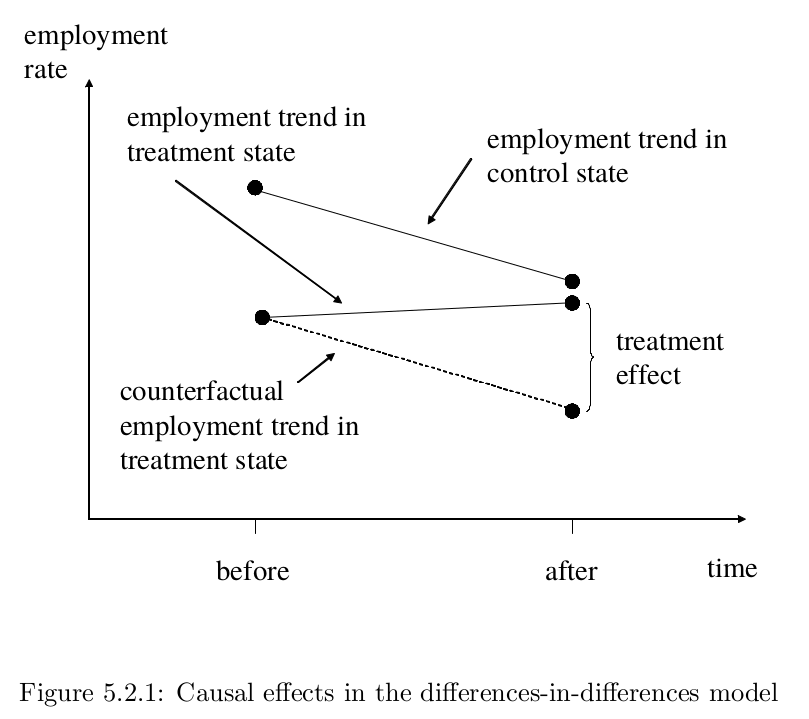 employment
rate
employment trend in
treatment state
employment trend in
control state
treatment
effect
counterfactual
employment trend in
treatment state
before
after
time
Figure 5.2.1: Causal effects in the differences-in-differences model